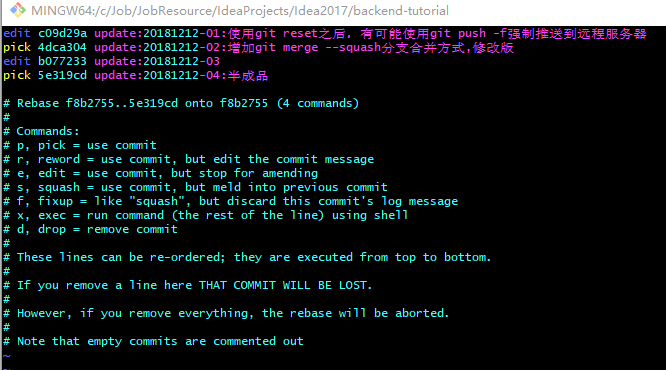 MINGW64:/c/Job/JobResource/IdeaProjects/Idea2017/backend-tutorial
edit c09d29a update:20181212-01:使用git reset之后，有可能使用git push -f强制推送到远程服务器
pick 4dca304 update:20181212-02:增加git merge --squash分支合并方式,修改版
edit b077233 update:20181212-03
pick 5e319cd update:20181212-04:半成品
# Rebase f8b2755..5e319cd onto f8b2755 (4 commands)
#
# Commands:
# p, pick = use commit
# r, reword = use commit, but edit the commit message
# e, edit = use commit, but stop for amending
# s, squash = use commit, but meld into previous commit
# f, fixup = like "squash", but discard this commit's log message
# x, exec = run command (the rest of the line) using shell
# d, drop = remove commit
#
# These lines can be re-ordered; they are executed from top to bottom.
#
# If you remove a line here THAT COMMIT WILL BE LOST.
#
# However, if you remove everything, the rebase will be aborted.
#
# Note that empty commits are commented out
~
~